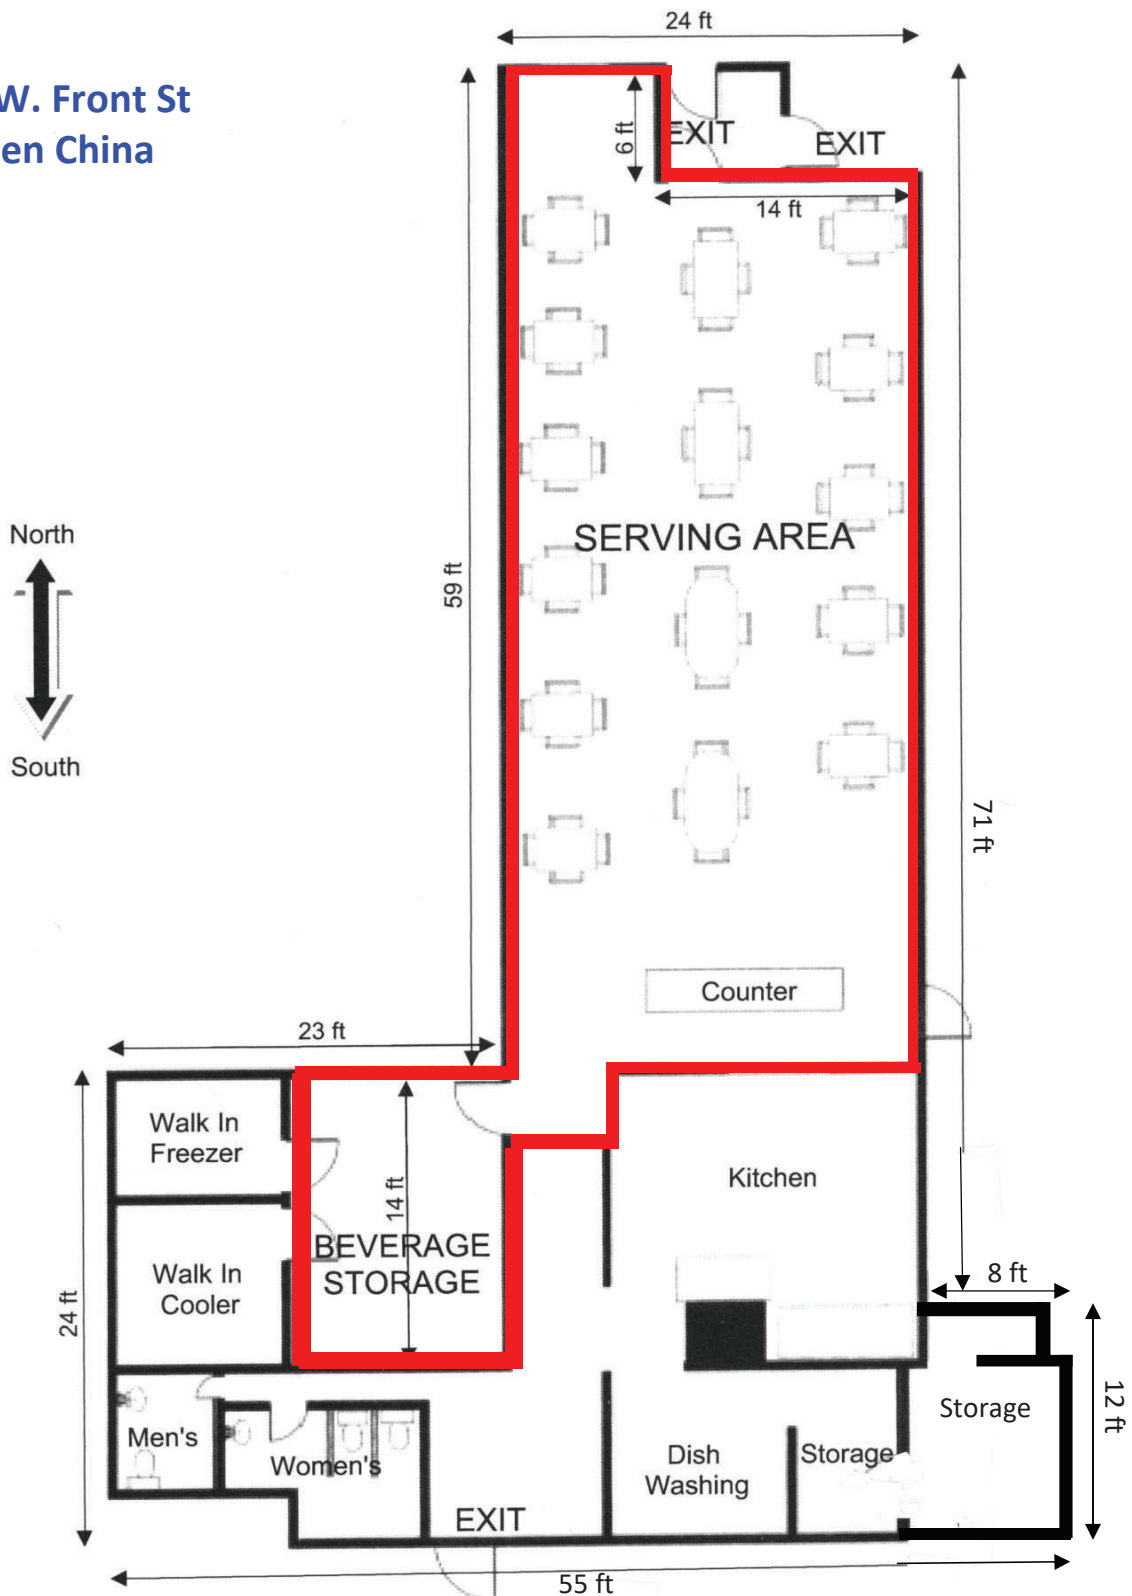 24 ft
W. Front St
en China
6 ft
EXIT
EXIT
14 ft
North
SERVING AREA
59 ft
South
71 ft
Counter
23 ft
Walk In
Freezer
Kitchen
14 ft
BEVERAGE
STORAGE
Walk In
Cooler
8 ft
24 ft
12 ft
Storage
Men's
Women's
Dish
Washing
Storage
EXIT
55 ft